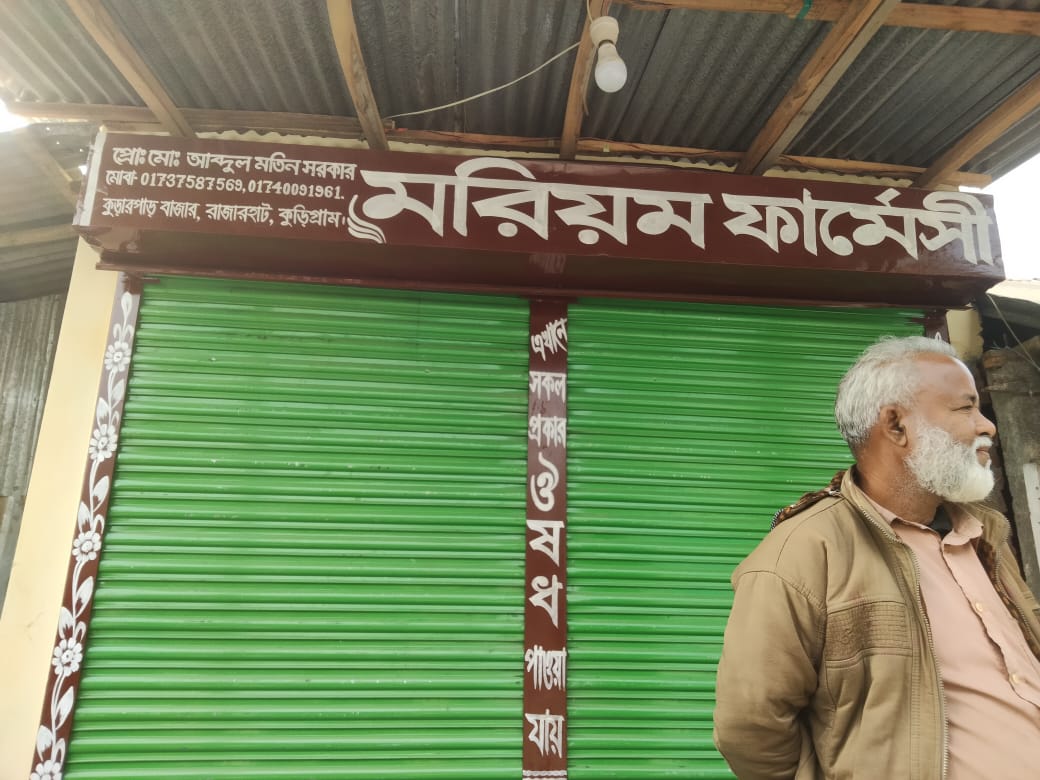 প্রোঃ মোঃ আব্দুল মতিন সরকার
মোবাঃ 01737587569, 01740091961.
কুড়ারপাড় বাজার, রাজারহাট, কুড়িগ্রাম।
মরিয়ম ফার্মেসী
এখানে
সকল
প্রকার
ঔষধ
পাওয়া
যায়